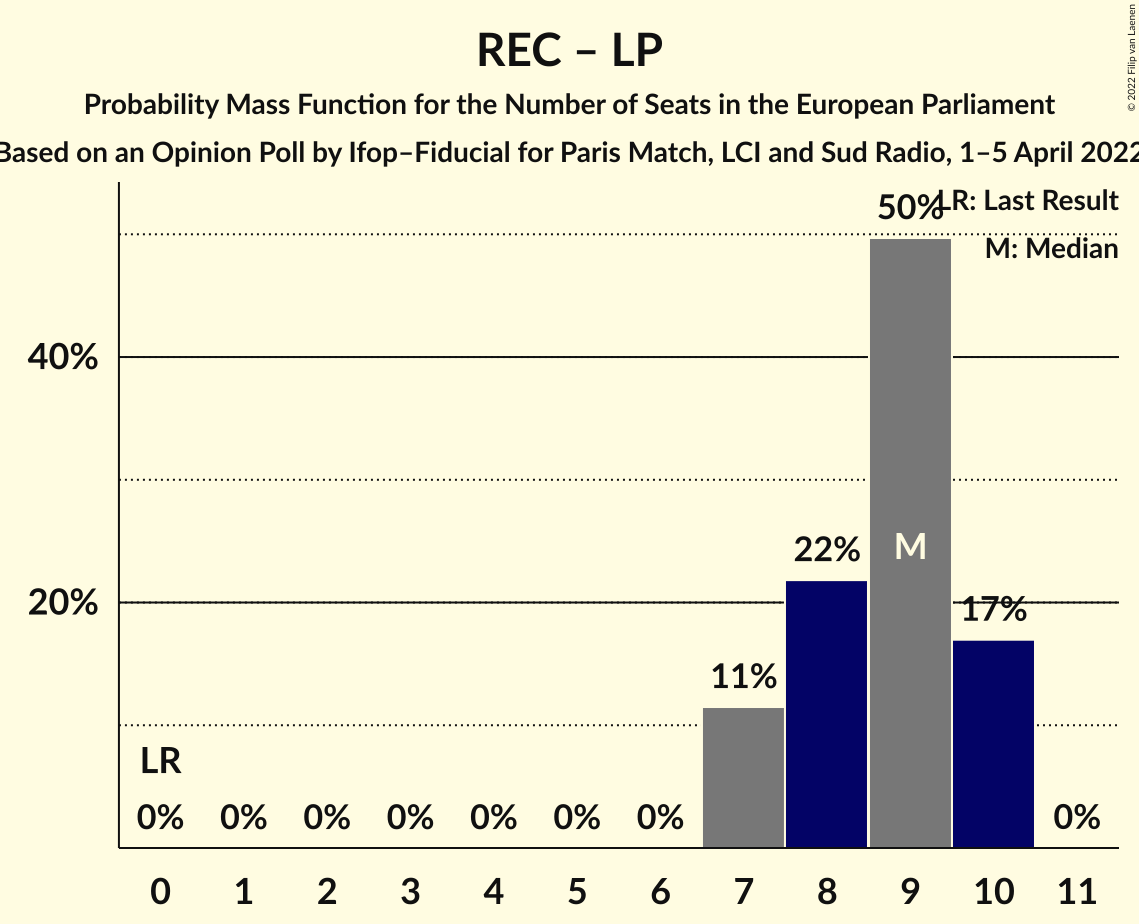 REC – LP
Probability Mass Function for the Number of Seats in the European Parliament
Based on an Opinion Poll by Ifop–Fiducial for Paris Match, LCI and Sud Radio, 1–5 April 2022
© 2022 Filip van Laenen
LR: Last Result
M: Median
50%
40%
22%
M
20%
17%
11%
LR
0% 0% 0% 0% 0% 0% 0% 0%
0 1 2 3 4 5 6 7 8 9 10 11